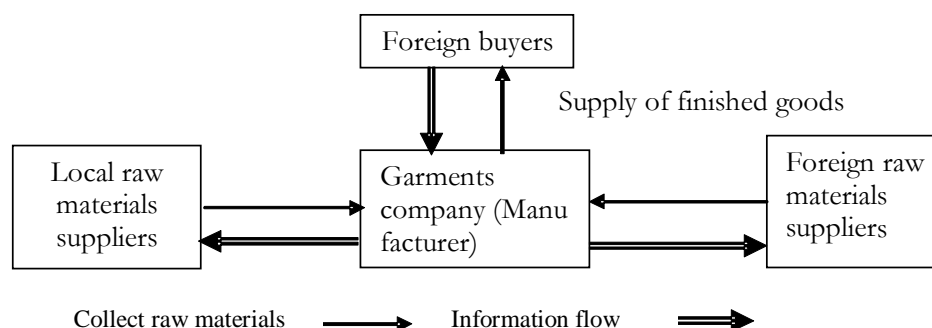 Foreign buyers
Supply of finished goods
Local raw
materials
suppliers
Garments
company (Manu
facturer)
Foreign raw
materials
suppliers
Collect raw materials
Information flow